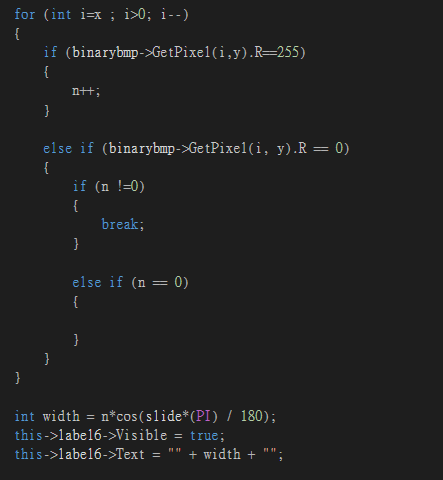 for (int i=x ; i>0; i--)
{
if (binarybmp->GetPixel(i,y).R==255)
{
n++;
}
else if (binarybmp->GetPixel(i, y).R == 0)
{
if (n !=0)
{
break;
}
else if (n == 0)
{
}
}
}
int width = n*cos(slide*(PI) / 180);
this->label6->Visible = true;
this->label6->Text = "" + width + "";